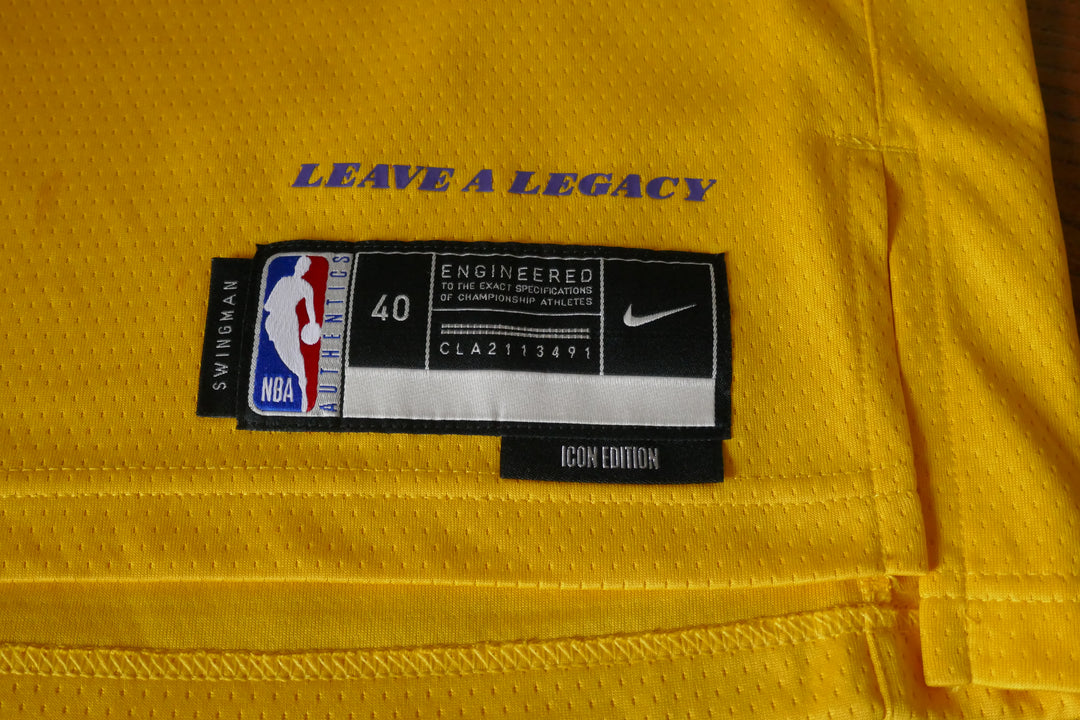 LEAVE A LEGACY
SWINGMAN
NBA
AUTHENTICS
40
ENGINEERED
TO THE EXACT SPECIFICATIONS
OF CHAMPIONSHIP ATHLETES
CLA2113491
ICON EDITION